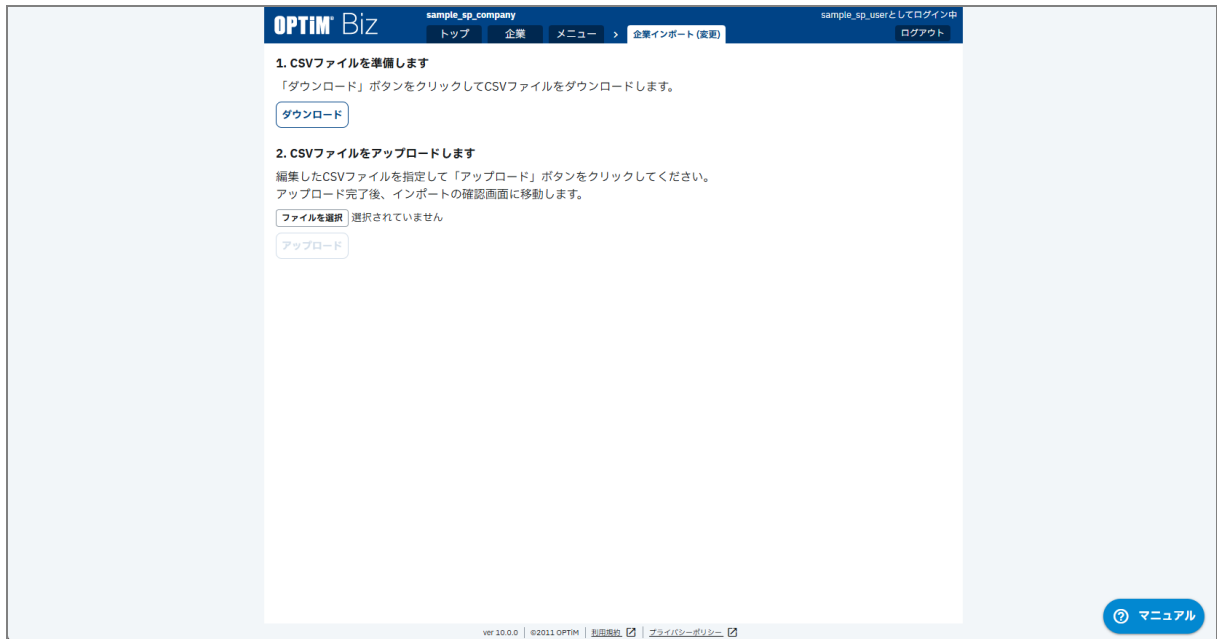 OPTiM Biz
sample_sp_company
sample_sp_userとしてログイン中
トップ
企業
メニュー
>
企業インポート (変更)
ログアウト
1. CSVファイルを準備します
「ダウンロード」ボタンをクリックしてCSVファイルをダウンロードします。
ダウンロード
2. CSVファイルをアップロードします
編集したCSVファイルを指定して「アップロード」ボタンをクリックしてください。
アップロード完了後、インポートの確認画面に移動します。
ファイルを選択 選択されていません
アップロード
マニュアル
ver 10.0.0 | ©2011 OPTiM | 利用規約 | プライバシーポリシー